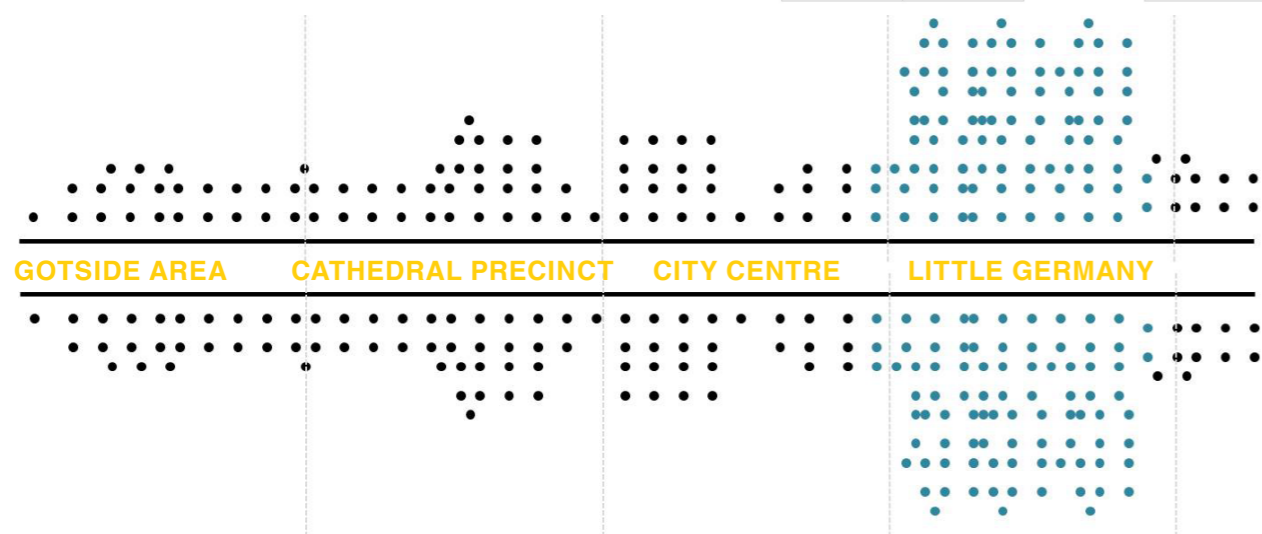 GOTSIDE AREA
CATHEDRAL PRECINCT
CITY CENTRE
LITTLE GERMANY